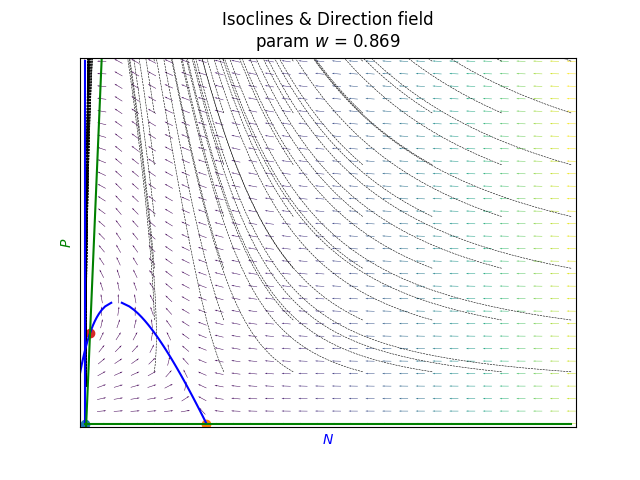 Isoclines & Direction field
param w = 0.869
P
N